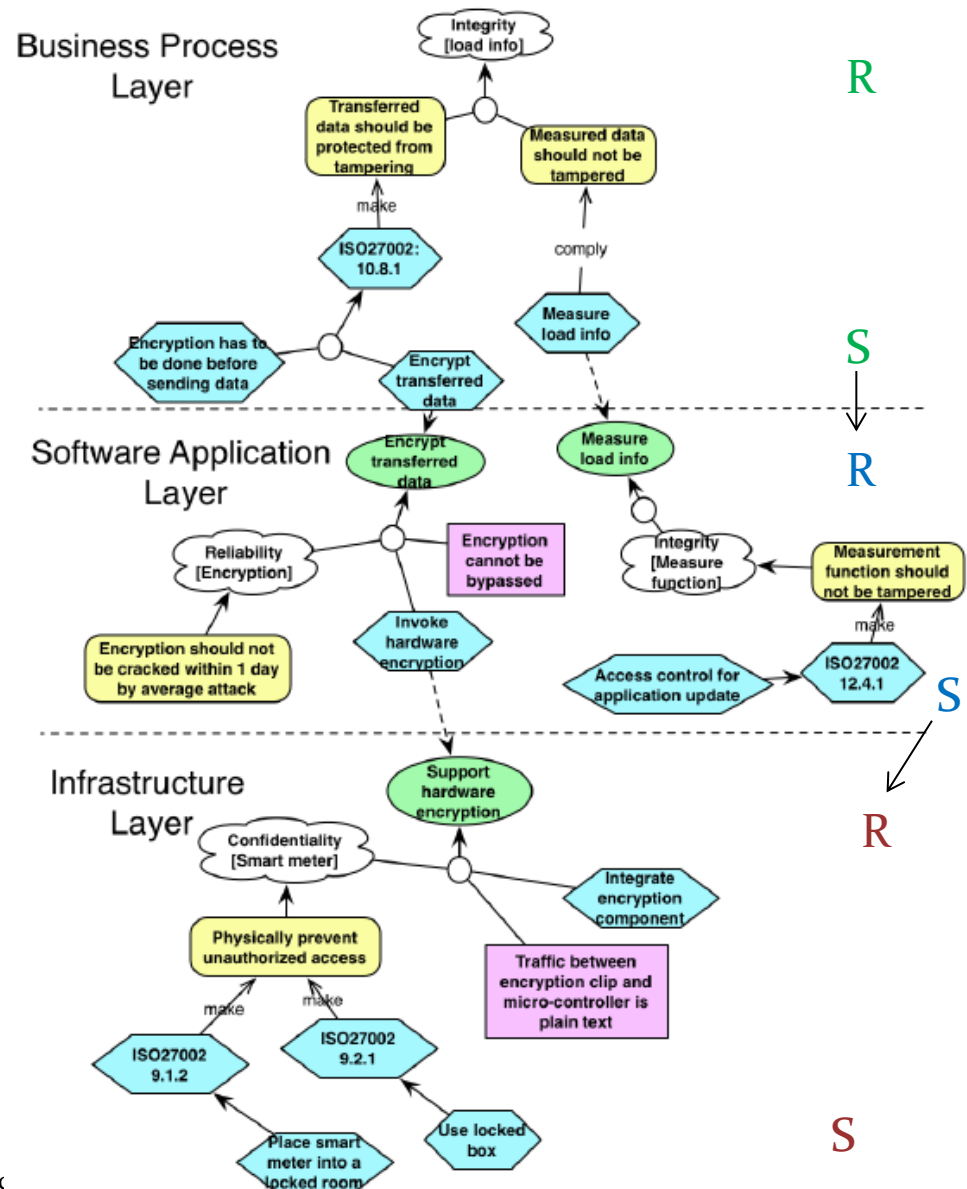 Business Process
Layer
Integrity
[load info]
R
Transferred
data should be
protected from
tampering
Measured data
should not be
tampered
make
comply
ISO27002:
10.8.1
Measure
load info
Encryption has to
be done before
sending data
Encrypt
transferred
data
S
Software Application
Layer
Encrypt
transferred
data
Measure
load info
R
Reliability
[Encryption]
Encryption
cannot be
bypassed
Integrity
[Measure
function]
Measurement
function should
not be tampered
make
Encryption should not
be cracked within 1 day
by average attack
Invoke
hardware
encryption
Access control for
application update
ISO27002
12.4.1
S
Infrastructure
Layer
Support
hardware
encryption
R
Confidentiality
[Smart meter]
Integrate
encryption
component
Physically prevent
unauthorized access
Traffic between
encryption clip and
micro-controller is
plain text
make
make
ISO27002
9.1.2
ISO27002
9.2.1
Place smart
meter into a
locked room
Use locked
box
S